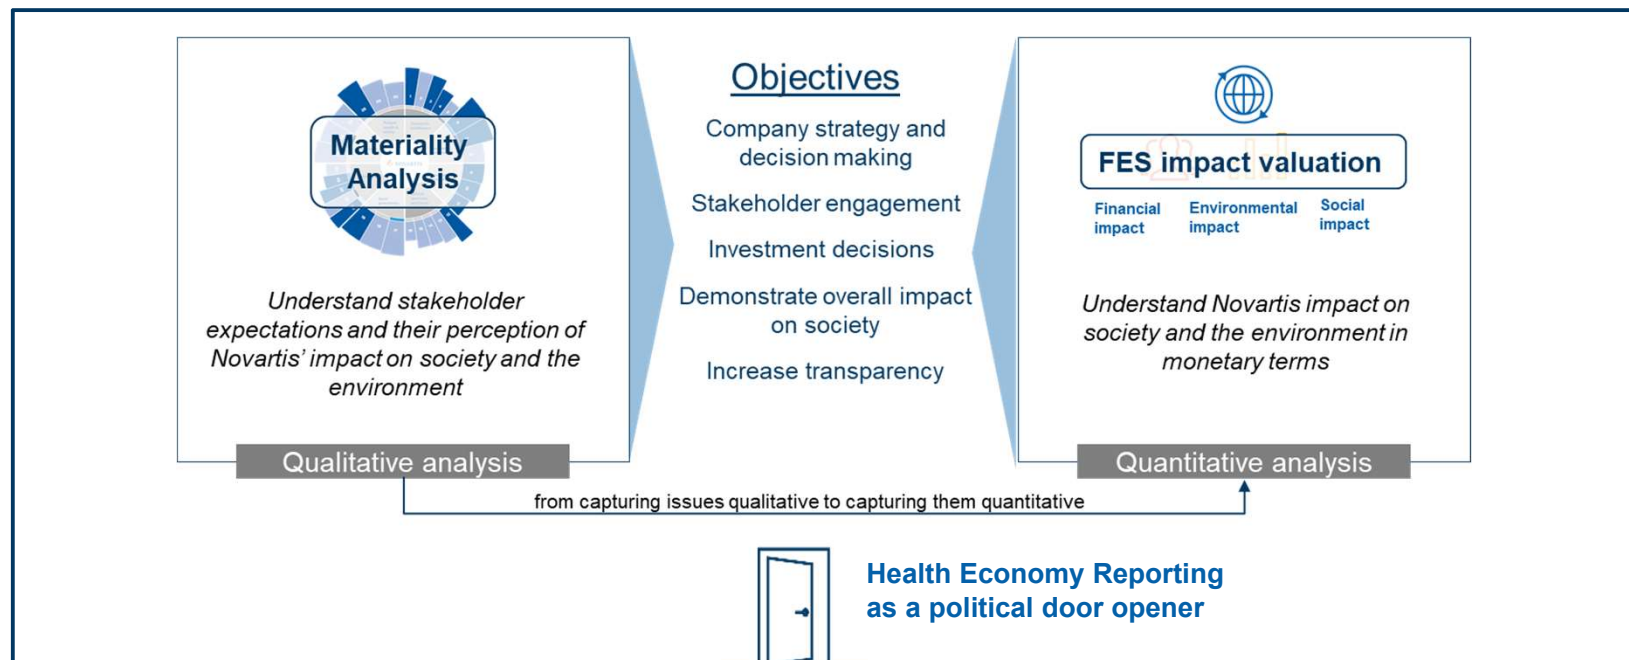 Materiality
Analysis
Understand stakeholder
expectations and their perception of
Novartis' impact on society and the
environment
Qualitative analysis
Objectives
Company strategy and
decision making
Stakeholder engagement
Investment decisions
Demonstrate overall impact
on society
Increase transparency
FES impact valuation
Financial
impact
Environmental
impact
Social
impact
Understand Novartis impact on
society and the environment in
monetary terms
Quantitative analysis
from capturing issues qualitative to capturing them quantitative
Health Economy Reporting
as a political door opener